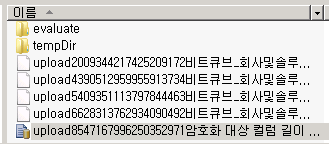 이름
evaluate
tempDir
upload2009344217425209172비트큐브_회사및솔루...
upload4390512959955913734비트큐브_회사및솔루...
upload5409351113797844463비트큐브_회사및솔루...
upload6628313762934090492비트큐브_회사및솔루...
upload8547167996250352971암호화 대상 컬럼 길이 ...